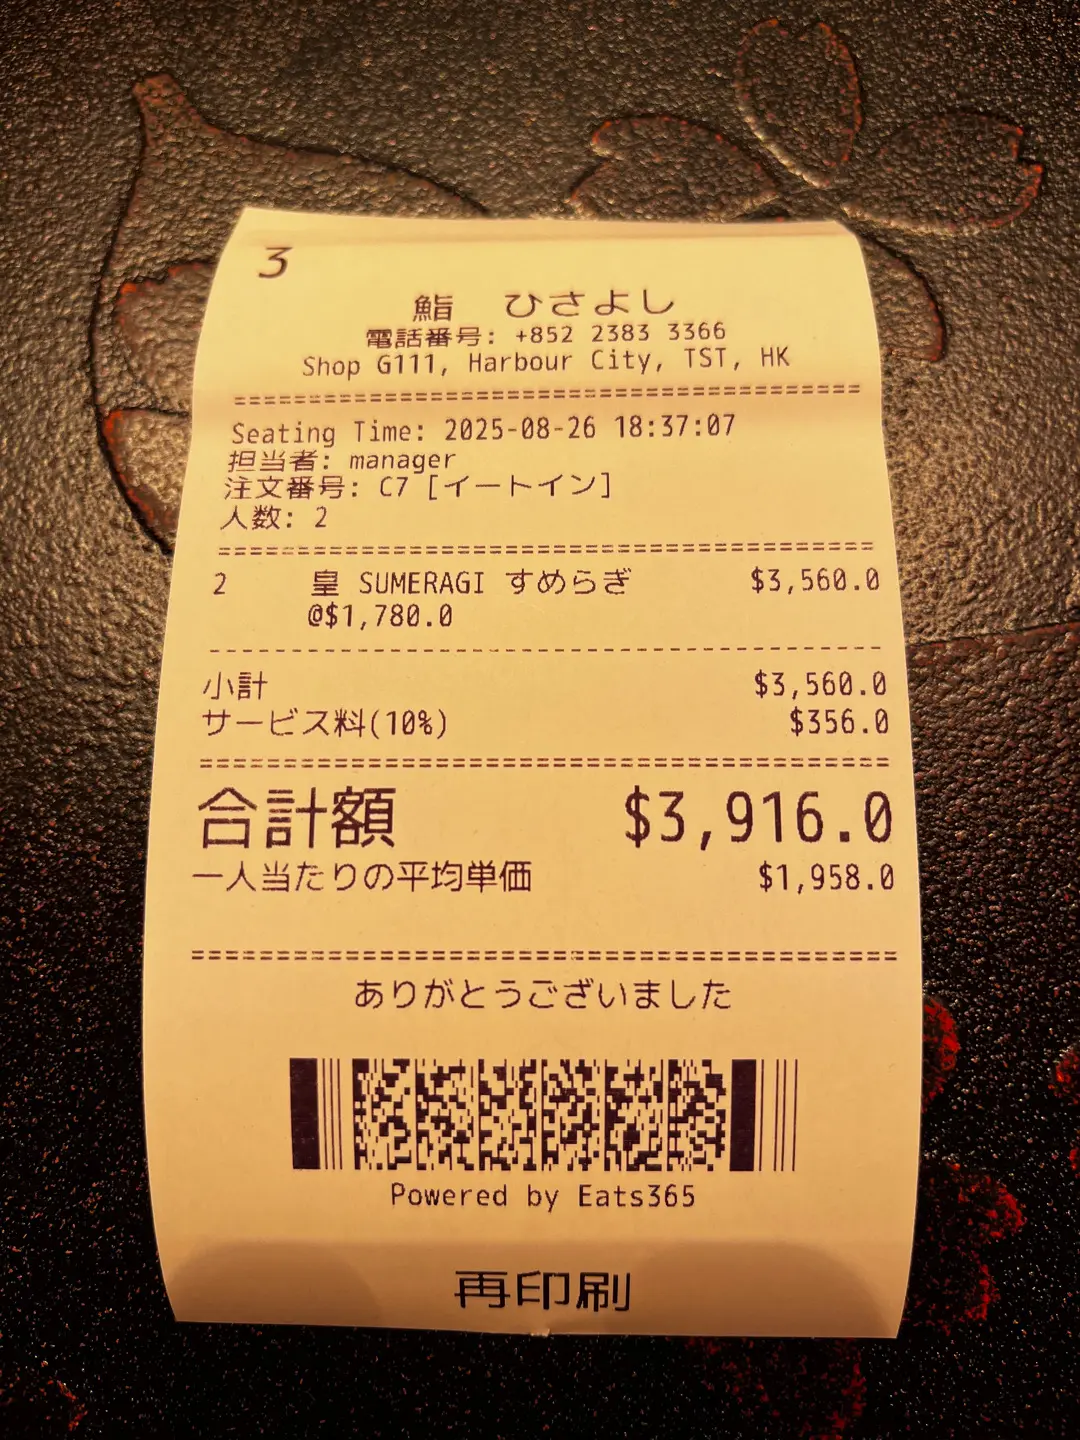 3
鮨　ひさよし
電話番号: +852 2383 3366
Shop G111, Harbour City, TST, HK
Seating Time: 2025-08-26 18:37:07
担当者: manager
注文番号: C7 [イートイン]
人数: 2
2 皇 SUMERAGI すめらぎ $3,560.0
@$1,780.0
小計 $3,560.0
サービス料(10%) $356.0
合計額 $3,916.0
一人当たりの平均単価 $1,958.0
ありがとうございました
Powered by Eats365
再印刷